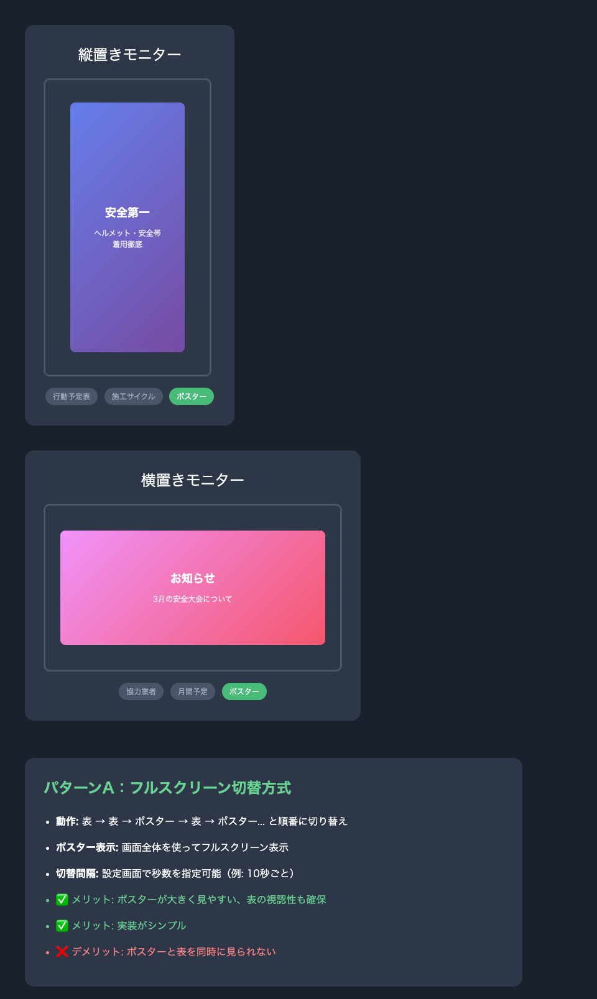 縦置きモニター
安全第一
ヘルメット・安全帯
着用徹底
行動予定表 施工サイクル ポスター
横置きモニター
お知らせ
3月の安全大会について
協力業者 月間予定 ポスター
パターンA：フルスクリーン切替方式
• 動作: 表 → 表 → ポスター → 表 → ポスター... と順番に切り替え
• ポスター表示: 画面全体を使ってフルスクリーン表示
• 切替間隔: 設定画面で秒数を指定可能（例: 10秒ごと）
• ✅ メリット: ポスターが大きく見やすい、表の視認性も確保
• ✅ メリット: 実装がシンプル
• ❌ デメリット: ポスターと表を同時に見られない